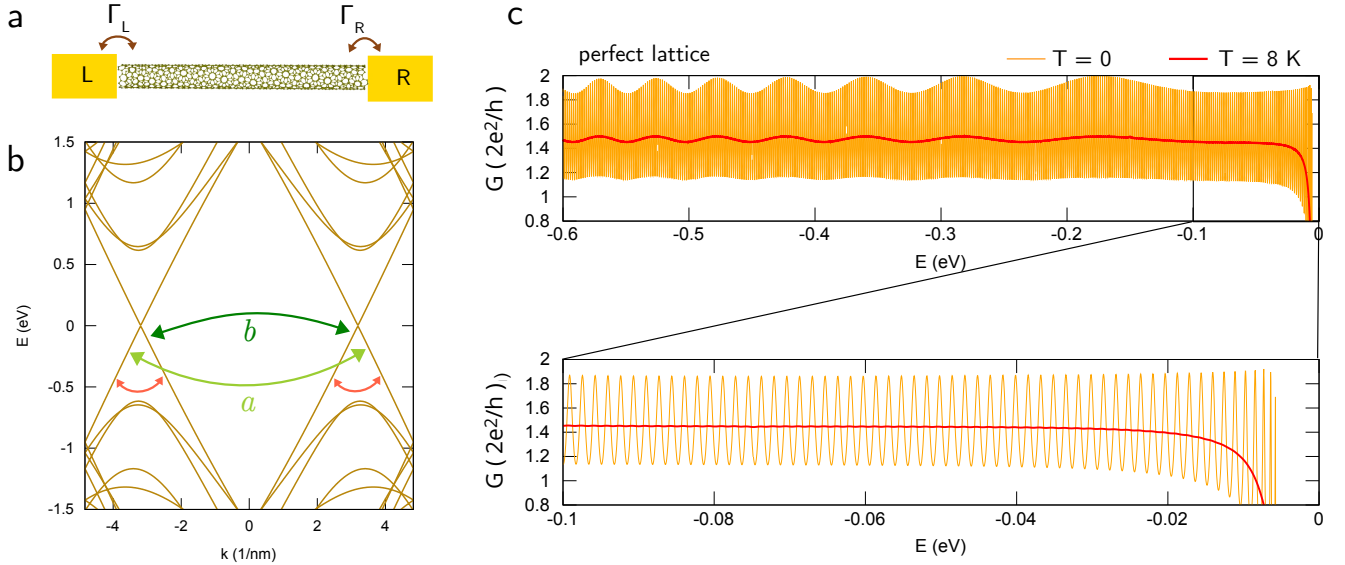 a
Γ_L
Γ_R
L
R
b
1.5
1
0.5
0
-0.5
-1
-1.5
E (eV)
b
a
-4
-2
0
2
4
k (1/nm)
c
perfect lattice
T = 0
T = 8 K
2
1.8
1.6
1.4
1.2
1
0.8
G ( 2e²/h )
-0.6
-0.5
-0.4
-0.3
-0.2
-0.1
0
E (eV)
2
1.8
1.6
1.4
1.2
1
0.8
G ( 2e²/h )
-0.1
-0.08
-0.06
-0.04
-0.02
0
E (eV)